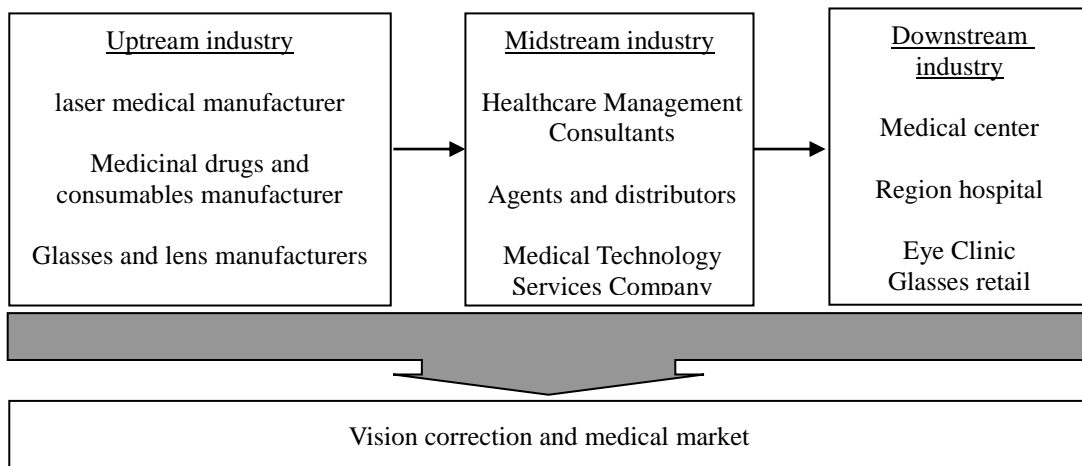 Uptream industry
laser medical manufacturer
Medicinal drugs and
consumables manufacturer
Glasses and lens manufacturers
Midstream industry
Healthcare Management
Consultants
Agents and distributors
Medical Technology
Services Company
Downstream
industry
Medical center
Region hospital
Eye Clinic
Glasses retail
Vision correction and medical market